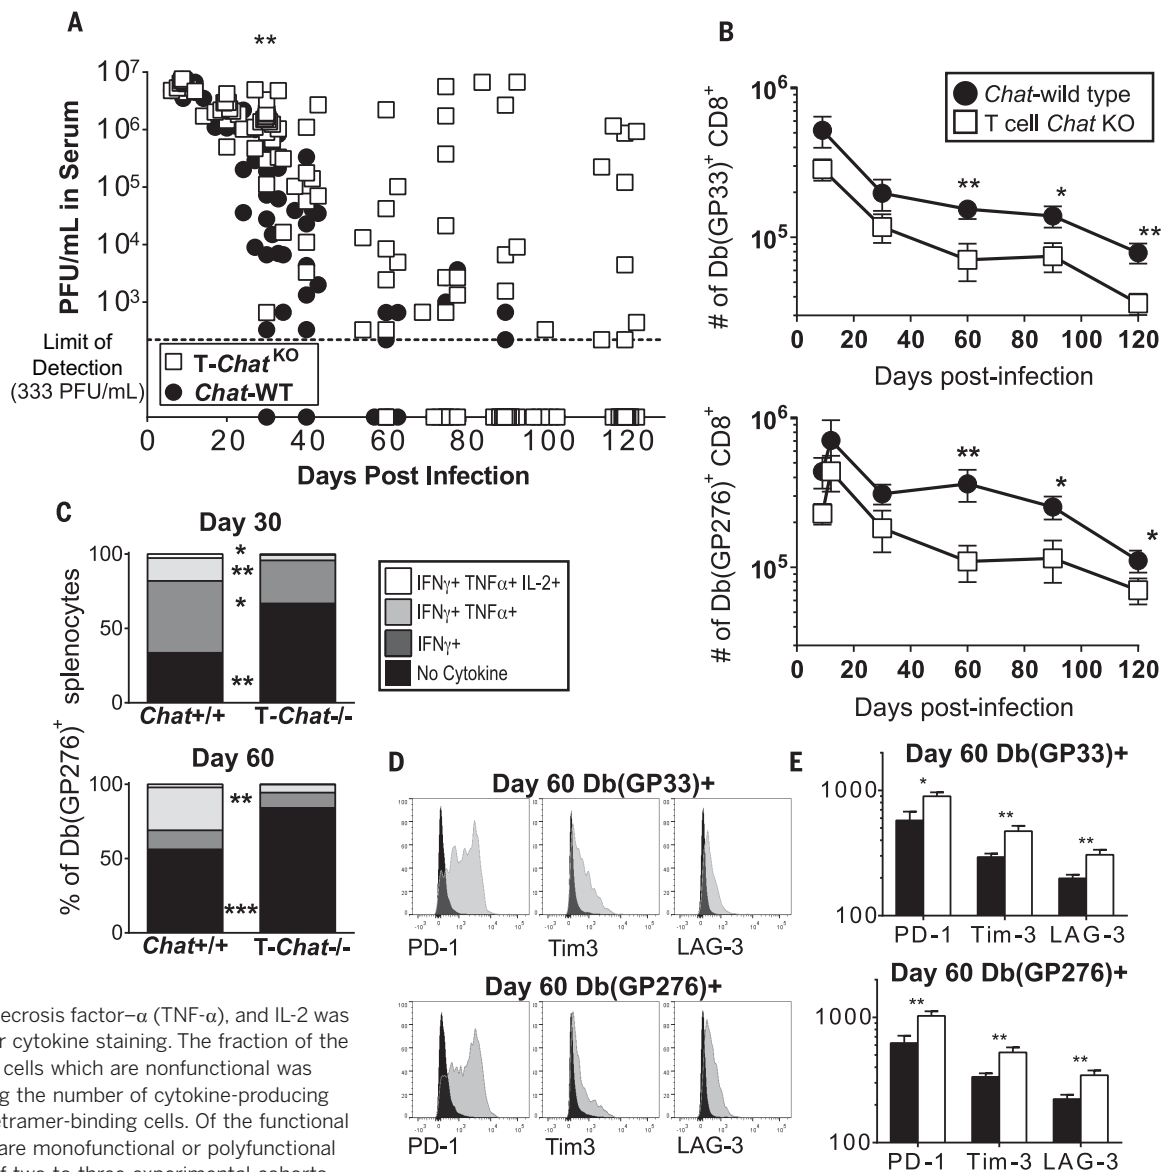 A
**
PFU/mL in Serum
10⁷
10⁶
10⁵
10⁴
10³
Limit of
Detection
(333 PFU/mL)
T-Chat KO
Chat-WT
0 20 40 60 80 100 120
Days Post Infection
B
# of Db(GP33)⁺ CD8⁺
10⁶
10⁵
Chat-wild type
T cell Chat KO
** * **
0 20 40 60 80 100 120
Days post-infection
# of Db(GP276)⁺ CD8⁺
10⁶
10⁵
** * *
0 20 40 60 80 100 120
Days post-infection
C
% of Db(GP276)⁺ splenocytes
Day 30
100
50
0
*
**
*
**
Chat+/+ T-Chat-/-
IFNγ+ TNFα+ IL-2+
IFNγ+ TNFα+
IFNγ+
No Cytokine
Day 60
100
50
0
**
***
Chat+/+ T-Chat-/-
D
Day 60 Db(GP33)+
PD-1 Tim3 LAG-3
Day 60 Db(GP276)+
PD-1 Tim3 LAG-3
E
Day 60 Db(GP33)+
1000
100
* ** **
PD-1 Tim-3 LAG-3
Day 60 Db(GP276)+
1000
100
** ** **
PD-1 Tim-3 LAG-3
ecrosis factor–α (TNF-α), and IL-2 was
r cytokine staining. The fraction of the
cells which are nonfunctional was
g the number of cytokine-producing
etramer-binding cells. Of the functional
are monofunctional or polyfunctional
f two to three experimental cohorts